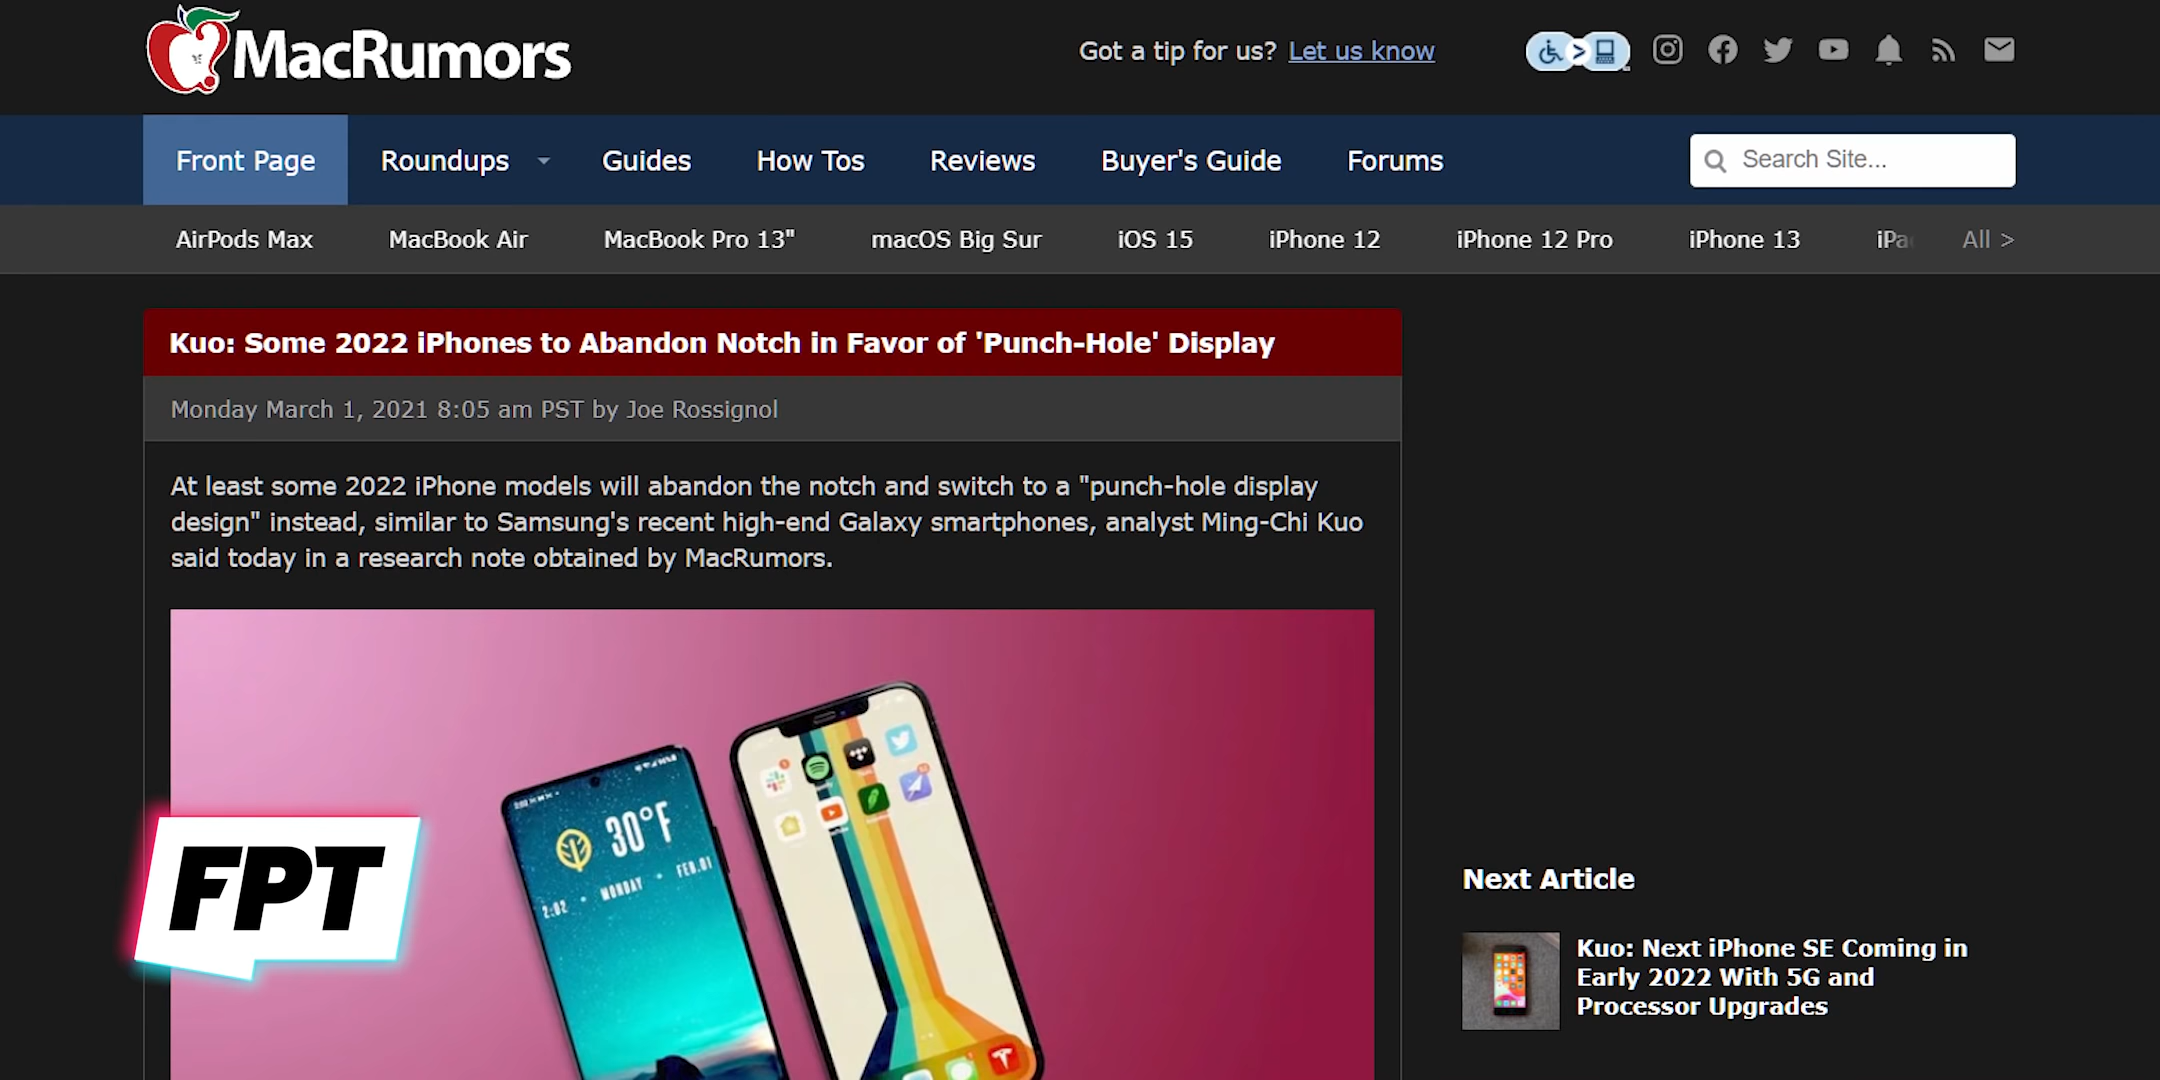 MacRumors
Got a tip for us? Let us know
Front Page Roundups Guides How Tos Reviews Buyer's Guide Forums Search Site...
AirPods Max MacBook Air MacBook Pro 13" macOS Big Sur iOS 15 iPhone 12 iPhone 12 Pro iPhone 13 All >
Kuo: Some 2022 iPhones to Abandon Notch in Favor of 'Punch-Hole' Display
Monday March 1, 2021 8:05 am PST by Joe Rossignol
At least some 2022 iPhone models will abandon the notch and switch to a "punch-hole display
design" instead, similar to Samsung's recent high-end Galaxy smartphones, analyst Ming-Chi Kuo
said today in a research note obtained by MacRumors.
30°F
2:02 • MONDAY • FEB.01
FPT
Next Article
Kuo: Next iPhone SE Coming in
Early 2022 With 5G and
Processor Upgrades